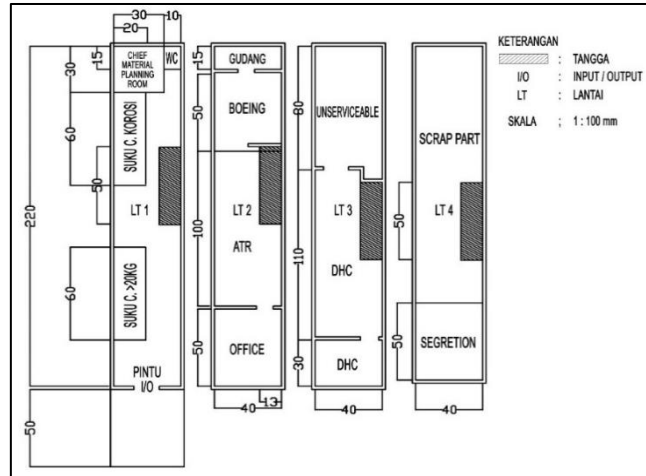 30
10
20
220
30
15
CHIEF
MATERIAL
PLANNING
ROOM
WC
60
SUKU C. KOROSI
50
LT 1
60
SUKU C. >20KG
PINTU
I/O
50
15
GUDANG
50
BOEING
LT 2
100
ATR
50
OFFICE
13
40
80
UNSERVICEABLE
LT 3
110
DHC
30
DHC
40
SCRAP PART
50
LT 4
50
SEGRETION
40
KETERANGAN
: TANGGA
I/O : INPUT / OUTPUT
LT : LANTAI
SKALA ; 1 : 100 mm